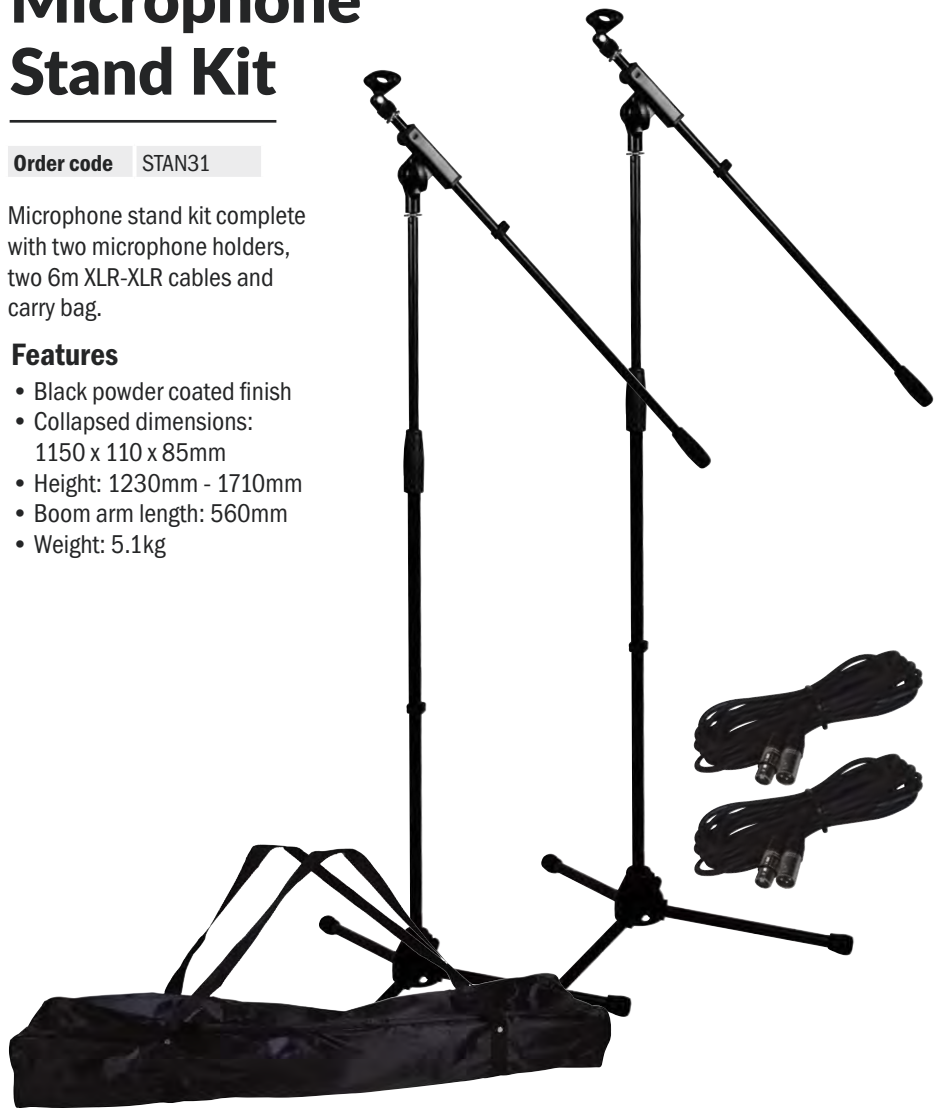 Microphone
Stand Kit
Order code STAN31
Microphone stand kit complete
with two microphone holders,
two 6m XLR-XLR cables and
carry bag.
Features
• Black powder coated finish
• Collapsed dimensions:
1150 x 110 x 85mm
• Height: 1230mm - 1710mm
• Boom arm length: 560mm
• Weight: 5.1kg